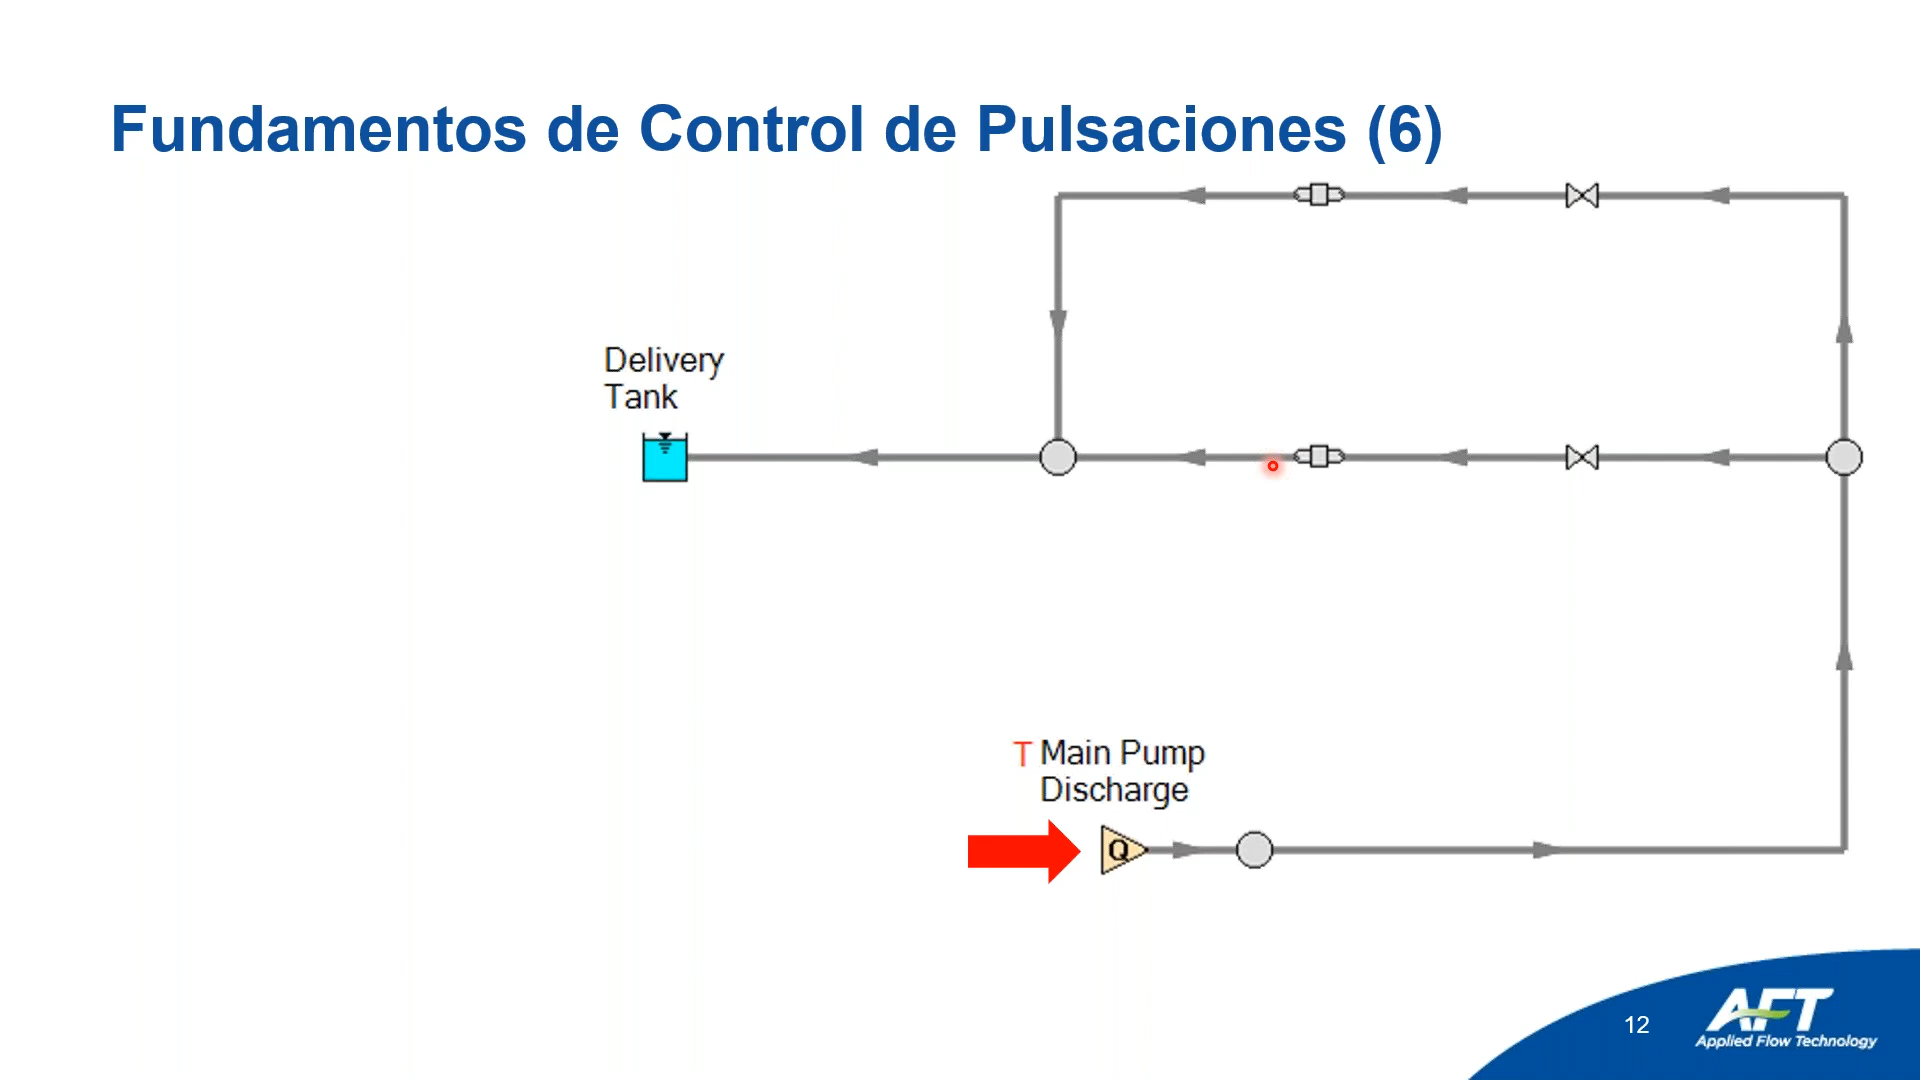 Fundamentos de Control de Pulsaciones (6)
Delivery
Tank
T Main Pump
Discharge
Q
12
AFT
Applied Flow Technology